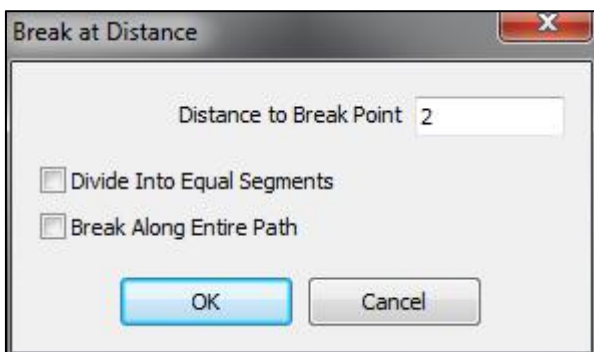 Break at Distance
Distance to Break Point 2
Divide Into Equal Segments
Break Along Entire Path
OK Cancel